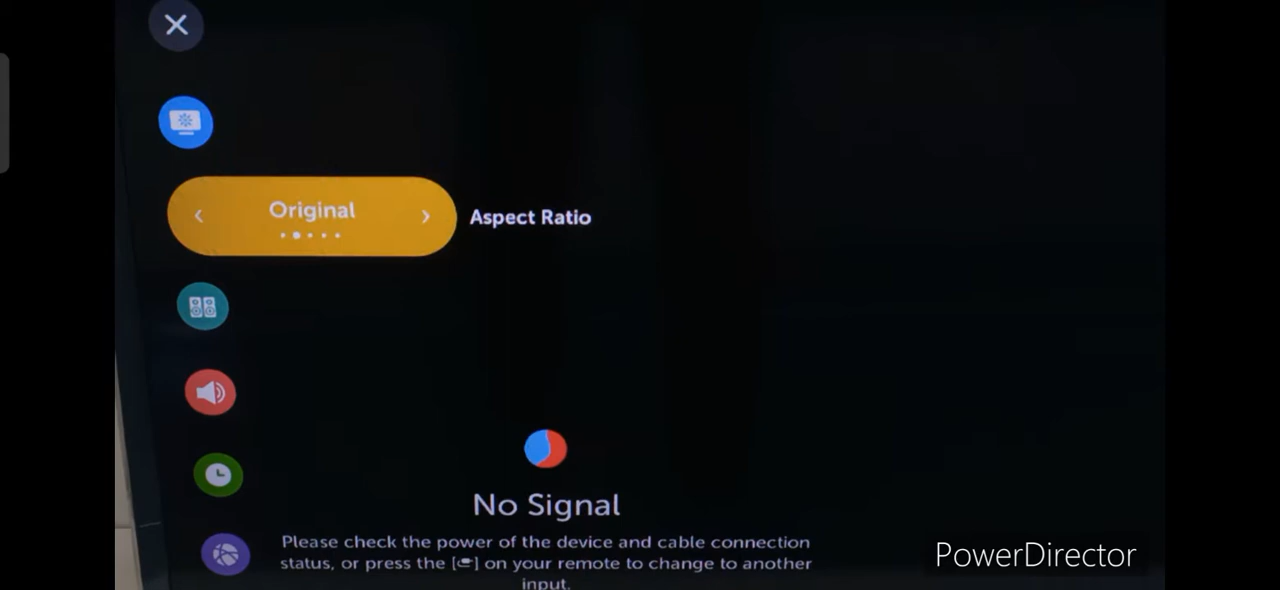 Original
Aspect Ratio
No Signal
Please check the power of the device and cable connection
status, or press the [⎘] on your remote to change to another
input.
PowerDirector